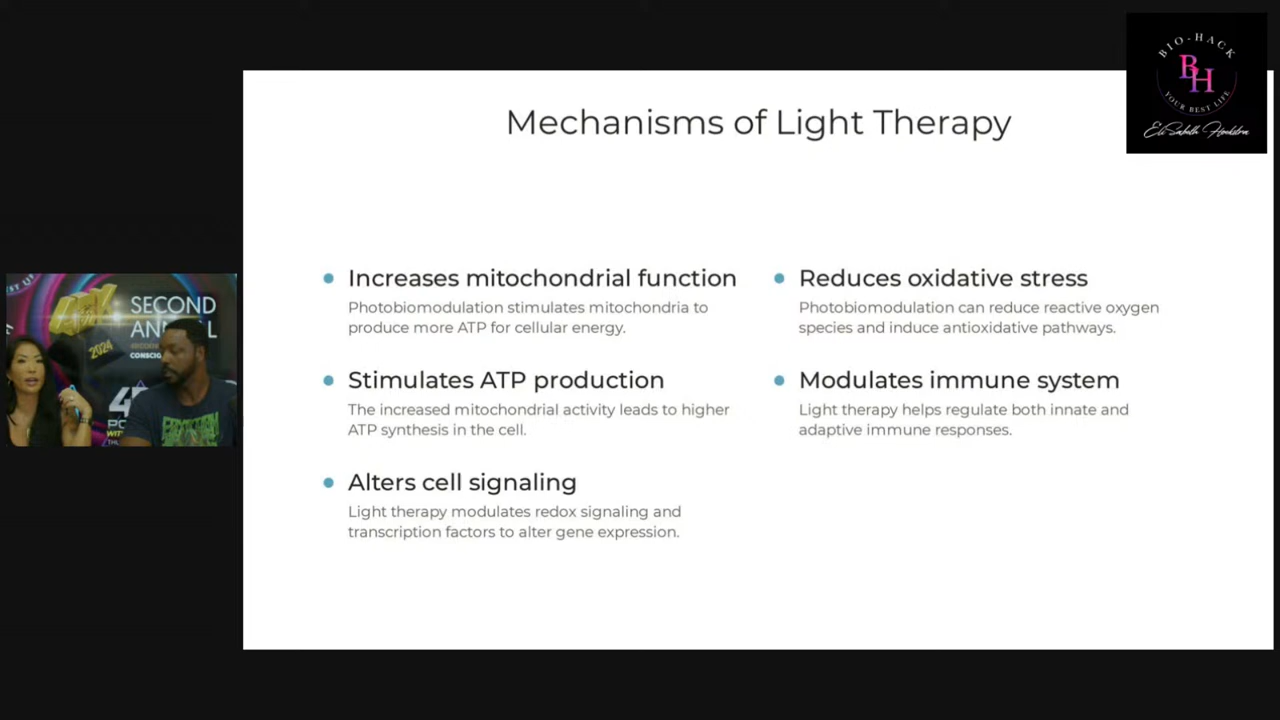 Mechanisms of Light Therapy
Increases mitochondrial function
Photobiomodulation stimulates mitochondria to
produce more ATP for cellular energy.
Stimulates ATP production
The increased mitochondrial activity leads to higher
ATP synthesis in the cell.
Alters cell signaling
Light therapy modulates redox signaling and
transcription factors to alter gene expression.
Reduces oxidative stress
Photobiomodulation can reduce reactive oxygen
species and induce antioxidative pathways.
Modulates immune system
Light therapy helps regulate both innate and
adaptive immune responses.
BIO-HACK
BH
YOUR BEST LIFE
SECOND
2024